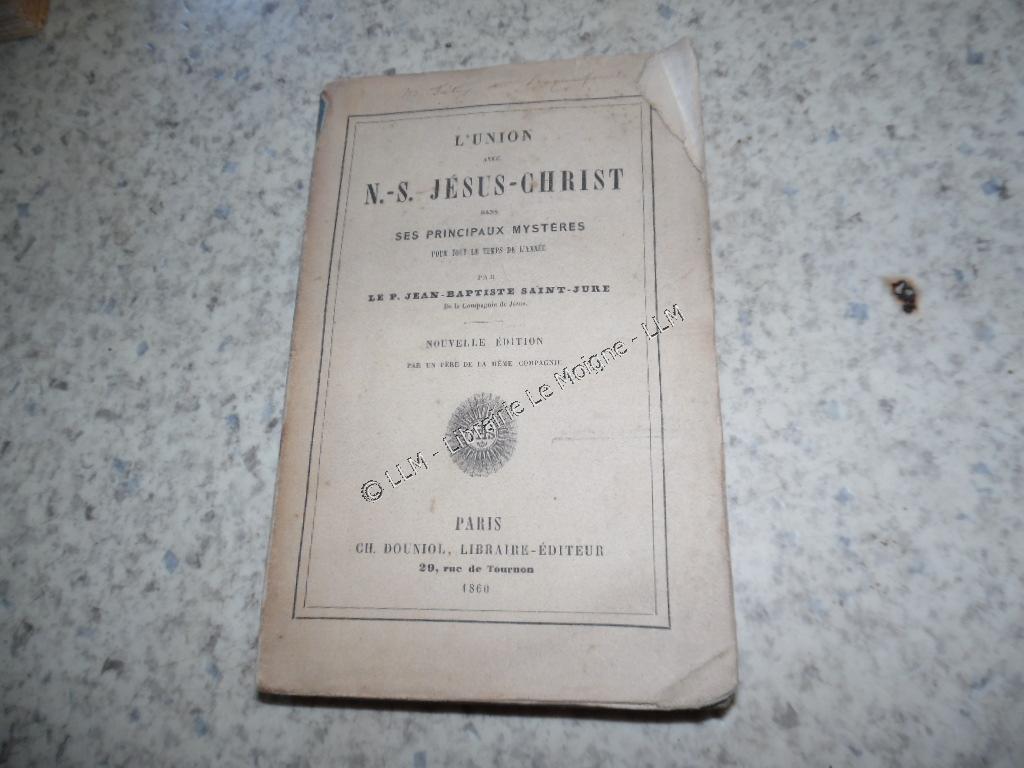 L'UNION
AVEC
N.-S. JÉSUS-CHRIST
DANS
SES PRINCIPAUX MYSTÈRES
POUR TOUT LE TEMPS DE L'ANNÉE
PAR
LE P. JEAN-BAPTISTE SAINT-JURE
De la Compagnie de Jésus.
NOUVELLE ÉDITION
PAR UN PÈRE DE LA MÊME COMPAGNIE
© LLM - Librairie Le Moigne - LLM
PARIS
CH. DOUNIOL, LIBRAIRE-ÉDITEUR
29, rue de Tournon
1860